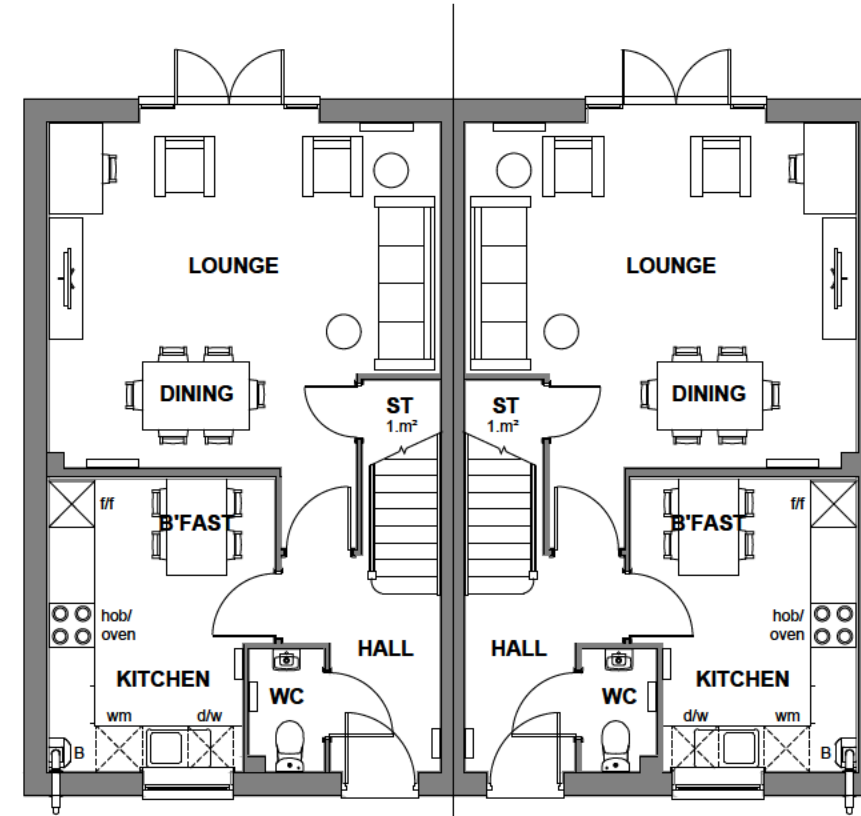 LOUNGE
LOUNGE
DINING
ST
1.m²
ST
1.m²
DINING
f/f
B'FAST
B'FAST
f/f
hob/
oven
hob/
oven
KITCHEN
HALL
HALL
KITCHEN
WC
WC
wm
d/w
d/w
wm
B
B